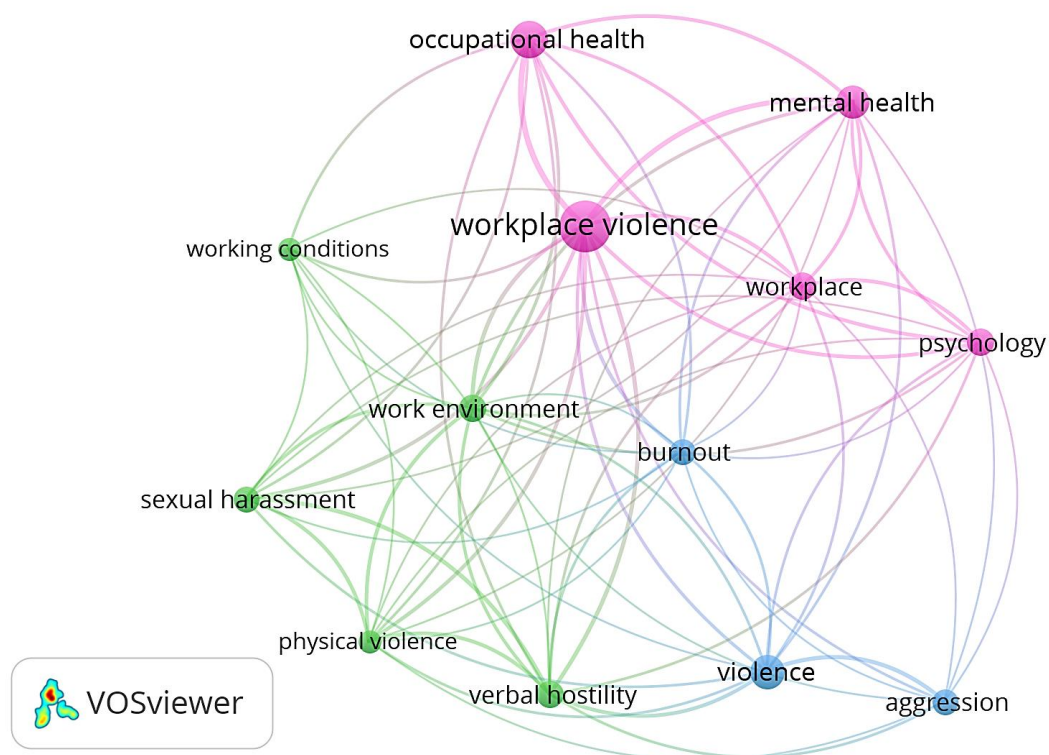 occupational health
mental health
workplace violence
working conditions
workplace
psychology
work environment
burnout
sexual harassment
physical violence
violence
verbal hostility
aggression
VOSviewer